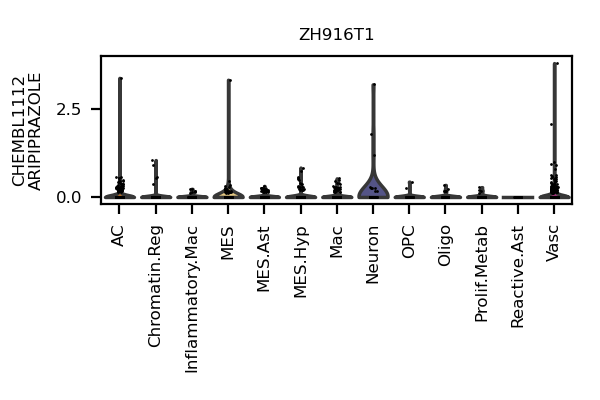 ZH916T1
CHEMBL1112
ARIPIPRAZOLE
2.5
0.0
AC
Chromatin.Reg
Inflammatory.Mac
MES
MES.Ast
MES.Hyp
Mac
Neuron
OPC
Oligo
Prolif.Metab
Reactive.Ast
Vasc